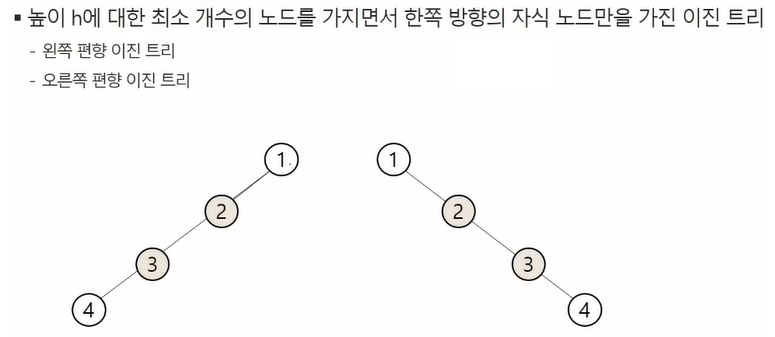 ▪ 높이 h에 대한 최소 개수의 노드를 가지면서 한쪽 방향의 자식 노드만을 가진 이진 트리
- 왼쪽 편향 이진 트리
- 오른쪽 편향 이진 트리
1 1
2 2
3 3
4 4